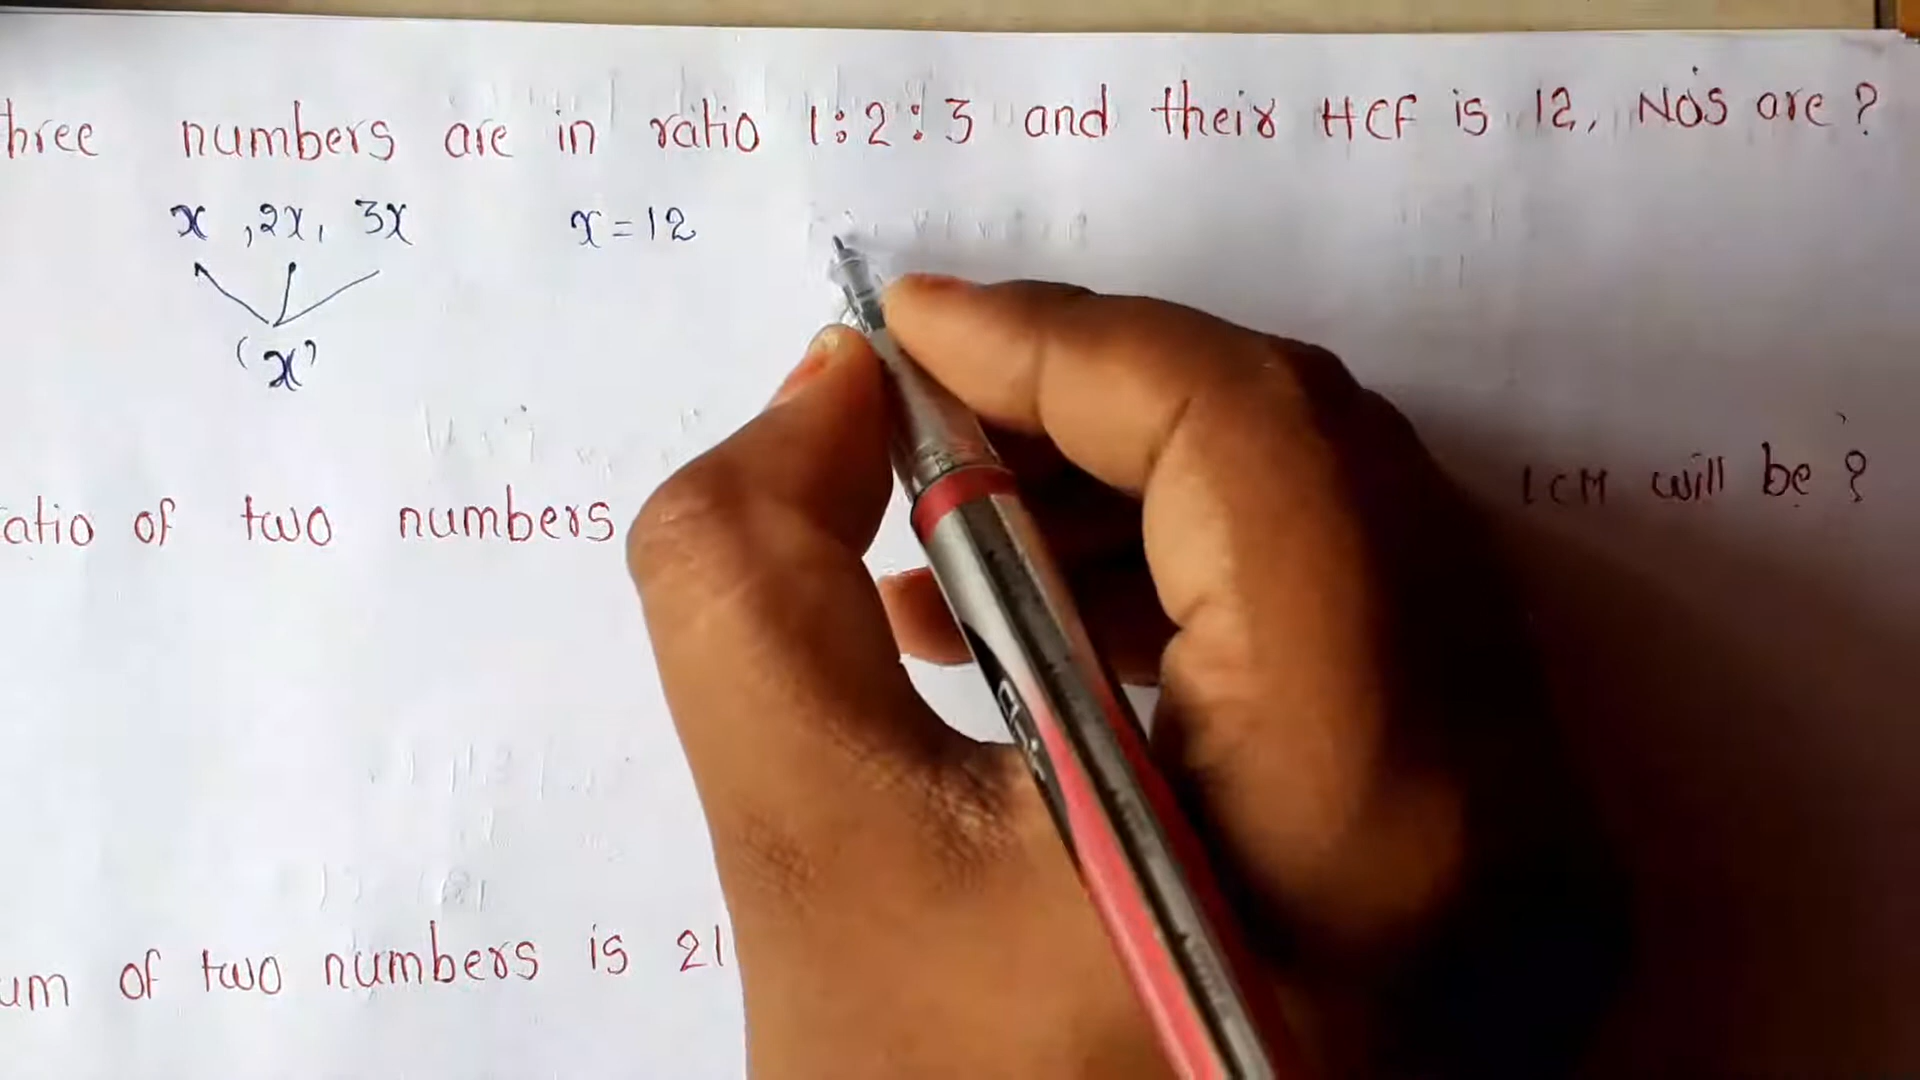 hree numbers are in ratio 1:2:3 and their HCF is 12, NOS are ?
x , 2x, 3x x = 12
(x)
atio of two numbers LCM will be ?
um of two numbers is 21